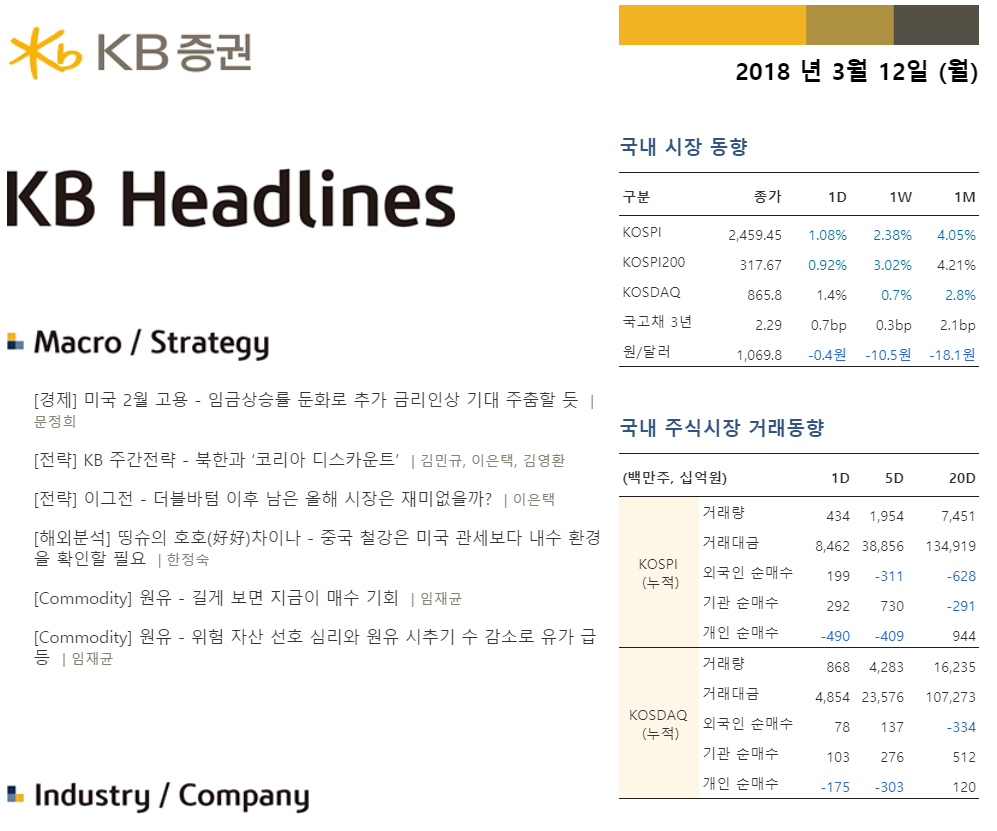 KB 증권
2018 년 3월 12일 (월)
KB Headlines
Macro / Strategy
[경제] 미국 2월 고용 - 임금상승률 둔화로 추가 금리인상 기대 주춤할 듯 |
문정희
[전략] KB 주간전략 - 북한과 ‘코리아 디스카운트’ | 김민규, 이은택, 김영환
[전략] 이그전 - 더블바텀 이후 남은 올해 시장은 재미없을까? | 이은택
[해외분석] 띵슈의 호호(好好)차이나 - 중국 철강은 미국 관세보다 내수 환경
을 확인할 필요 | 한정숙
[Commodity] 원유 - 길게 보면 지금이 매수 기회 | 임재균
[Commodity] 원유 - 위험 자산 선호 심리와 원유 시추기 수 감소로 유가 급
등 | 임재균
Industry / Company
국내 시장 동향
구분 종가 1D 1W 1M
KOSPI 2,459.45 1.08% 2.38% 4.05%
KOSPI200 317.67 0.92% 3.02% 4.21%
KOSDAQ 865.8 1.4% 0.7% 2.8%
국고채 3년 2.29 0.7bp 0.3bp 2.1bp
원/달러 1,069.8 -0.4원 -10.5원 -18.1원
국내 주식시장 거래동향
(백만주, 십억원) 1D 5D 20D
KOSPI
(누적)
거래량 434 1,954 7,451
거래대금 8,462 38,856 134,919
외국인 순매수 199 -311 -628
기관 순매수 292 730 -291
개인 순매수 -490 -409 944
KOSDAQ
(누적)
거래량 868 4,283 16,235
거래대금 4,854 23,576 107,273
외국인 순매수 78 137 -334
기관 순매수 103 276 512
개인 순매수 -175 -303 120